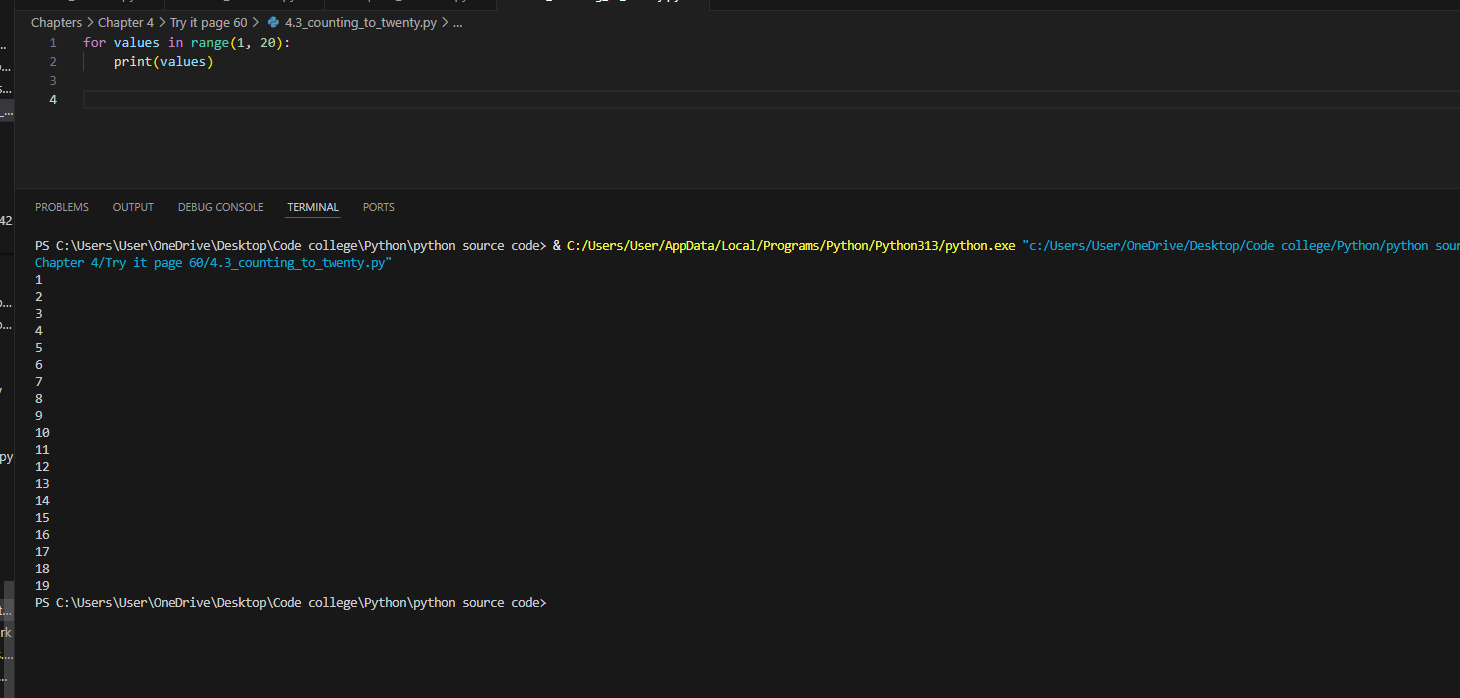 Chapters > Chapter 4 > Try it page 60 > 4.3_counting_to_twenty.py > ...
1 for values in range(1, 20):
2     print(values)
3
4
42
py
rk
PROBLEMS OUTPUT DEBUG CONSOLE TERMINAL PORTS
PS C:\Users\User\OneDrive\Desktop\Code college\Python\python source code> & C:/Users/User/AppData/Local/Programs/Python/Python313/python.exe "c:/Users/User/OneDrive/Desktop/Code college/Python/python sour
Chapter 4/Try it page 60/4.3_counting_to_twenty.py"
1
2
3
4
5
6
7
8
9
10
11
12
13
14
15
16
17
18
19
PS C:\Users\User\OneDrive\Desktop\Code college\Python\python source code>